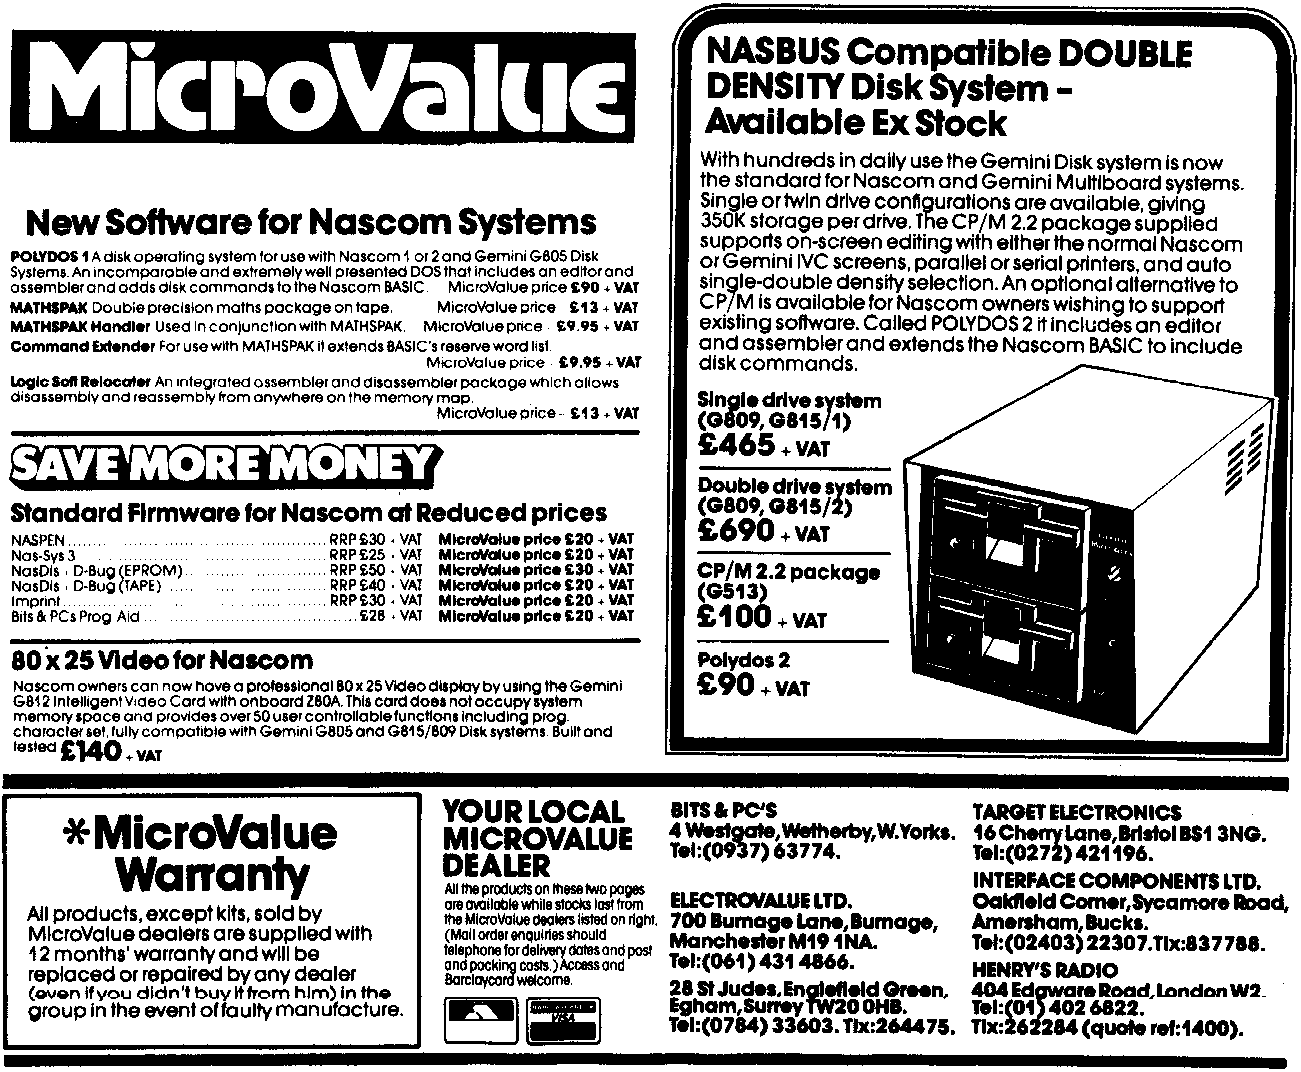 MicroValue
New Software for Nascom Systems
POLYDOS 1 A disk operating system for use with Nascom 1 or 2 and Gemini G805 Disk
Systems. An incomparable and extremely well presented DOS that includes an editor and
assembler and adds disk commands to the Nascom BASIC. MicroValue price £90 + VAT
MATHSPAK Double precision maths package on tape. MicroValue price £13 + VAT
MATHSPAK Handler Used in conjunction with MATHSPAK. MicroValue price - £9.95 + VAT
Command Extender For use with MATHSPAK it extends BASIC's reserve word list.
MicroValue price - £9.95 + VAT
Logic Soft Relocater An integrated assembler and disassembler package which allows
disassembly and reassembly from anywhere on the memory map.
MicroValue price - £13 + VAT
SAVE MORE MONEY
Standard Firmware for Nascom at Reduced prices
NASPEN ........ RRP £30 + VAT MicroValue price £20 + VAT
Nas-Sys 3 ........ RRP £25 + VAT MicroValue price £20 + VAT
NasDis + D-Bug (EPROM) ........ RRP £50 + VAT MicroValue price £30 + VAT
NasDis + D-Bug (TAPE) ........ RRP £40 + VAT MicroValue price £20 + VAT
Imprint ........ RRP £30 + VAT MicroValue price £20 + VAT
Bits & PCs Prog Aid ........ £28 + VAT MicroValue price £20 + VAT
80 x 25 Video for Nascom
Nascom owners can now have a professional 80 x 25 Video display by using the Gemini
G812 Intelligent Video Card with onboard Z80A. This card does not occupy system
memory space and provides over 50 user controllable functions including prog.
character set, fully compatible with Gemini G805 and G815/809 Disk systems. Built and
tested £140 + VAT
NASBUS Compatible DOUBLE
DENSITY Disk System –
Available Ex Stock
With hundreds in daily use the Gemini Disk system is now
the standard for Nascom and Gemini Multiboard systems.
Single or twin drive configurations are available, giving
350K storage per drive. The CP/M 2.2 package supplied
supports on-screen editing with either the normal Nascom
or Gemini IVC screens, parallel or serial printers, and auto
single-double density selection. An optional alternative to
CP/M is available for Nascom owners wishing to support
existing software. Called POLYDOS 2 it includes an editor
and assembler and extends the Nascom BASIC to include
disk commands.
Single drive system
(G809, G815/1)
£465 + VAT
Double drive system
(G809, G815/2)
£690 + VAT
CP/M 2.2 package
(G513)
£100 + VAT
Polydos 2
£90 + VAT
*MicroValue
Warranty
All products, except kits, sold by
MicroValue dealers are supplied with
12 months' warranty and will be
replaced or repaired by any dealer
(even if you didn't buy it from him) in the
group in the event of faulty manufacture.
YOUR LOCAL
MICROVALUE
DEALER
All the products on these two pages
are available while stocks last from
the MicroValue dealers listed on right.
(Mail order enquiries should
telephone for delivery dates and post
and packing costs.) Access and
Barclaycard welcome.
VISA
BITS & PC'S
4 Westgate, Wetherby, W. Yorks.
Tel: (0937) 63774.
ELECTROVALUE LTD.
700 Burnage Lane, Burnage,
Manchester M19 1NA.
Tel: (061) 431 4866.
28 St Judes, Englefield Green,
Egham, Surrey TW20 0HB.
Tel: (0784) 33603. Tlx: 264475.
TARGET ELECTRONICS
16 Cherry Lane, Bristol BS1 3NG.
Tel: (0272) 421196.
INTERFACE COMPONENTS LTD.
Oakfield Corner, Sycamore Road,
Amersham, Bucks.
Tel: (02403) 22307. Tlx: 837788.
HENRY'S RADIO
404 Edgware Road, London W2.
Tel: (01) 402 6822.
Tlx: 262284 (quote ref: 1400).